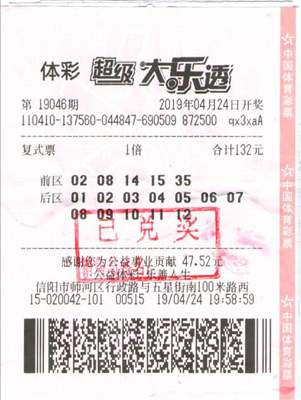 体彩 超级大乐透
第 19046期 2019年04月24日开奖
110410-137560-044847-690509 872500 qx3xaA
复式票 1倍 合计132元
前区 02 08 14 15 35
后区 01 02 03 04 05 06 07
08 09 10 11 12
已兑奖
感谢您为公益事业贡献 47.52元
公益体彩 乐善人生
信阳市浉河区行政路与五星街南100米路西
15-020042-101 00515 19/04/24 19:58:59
中国体育彩票
中国体育彩票
中国体育彩票